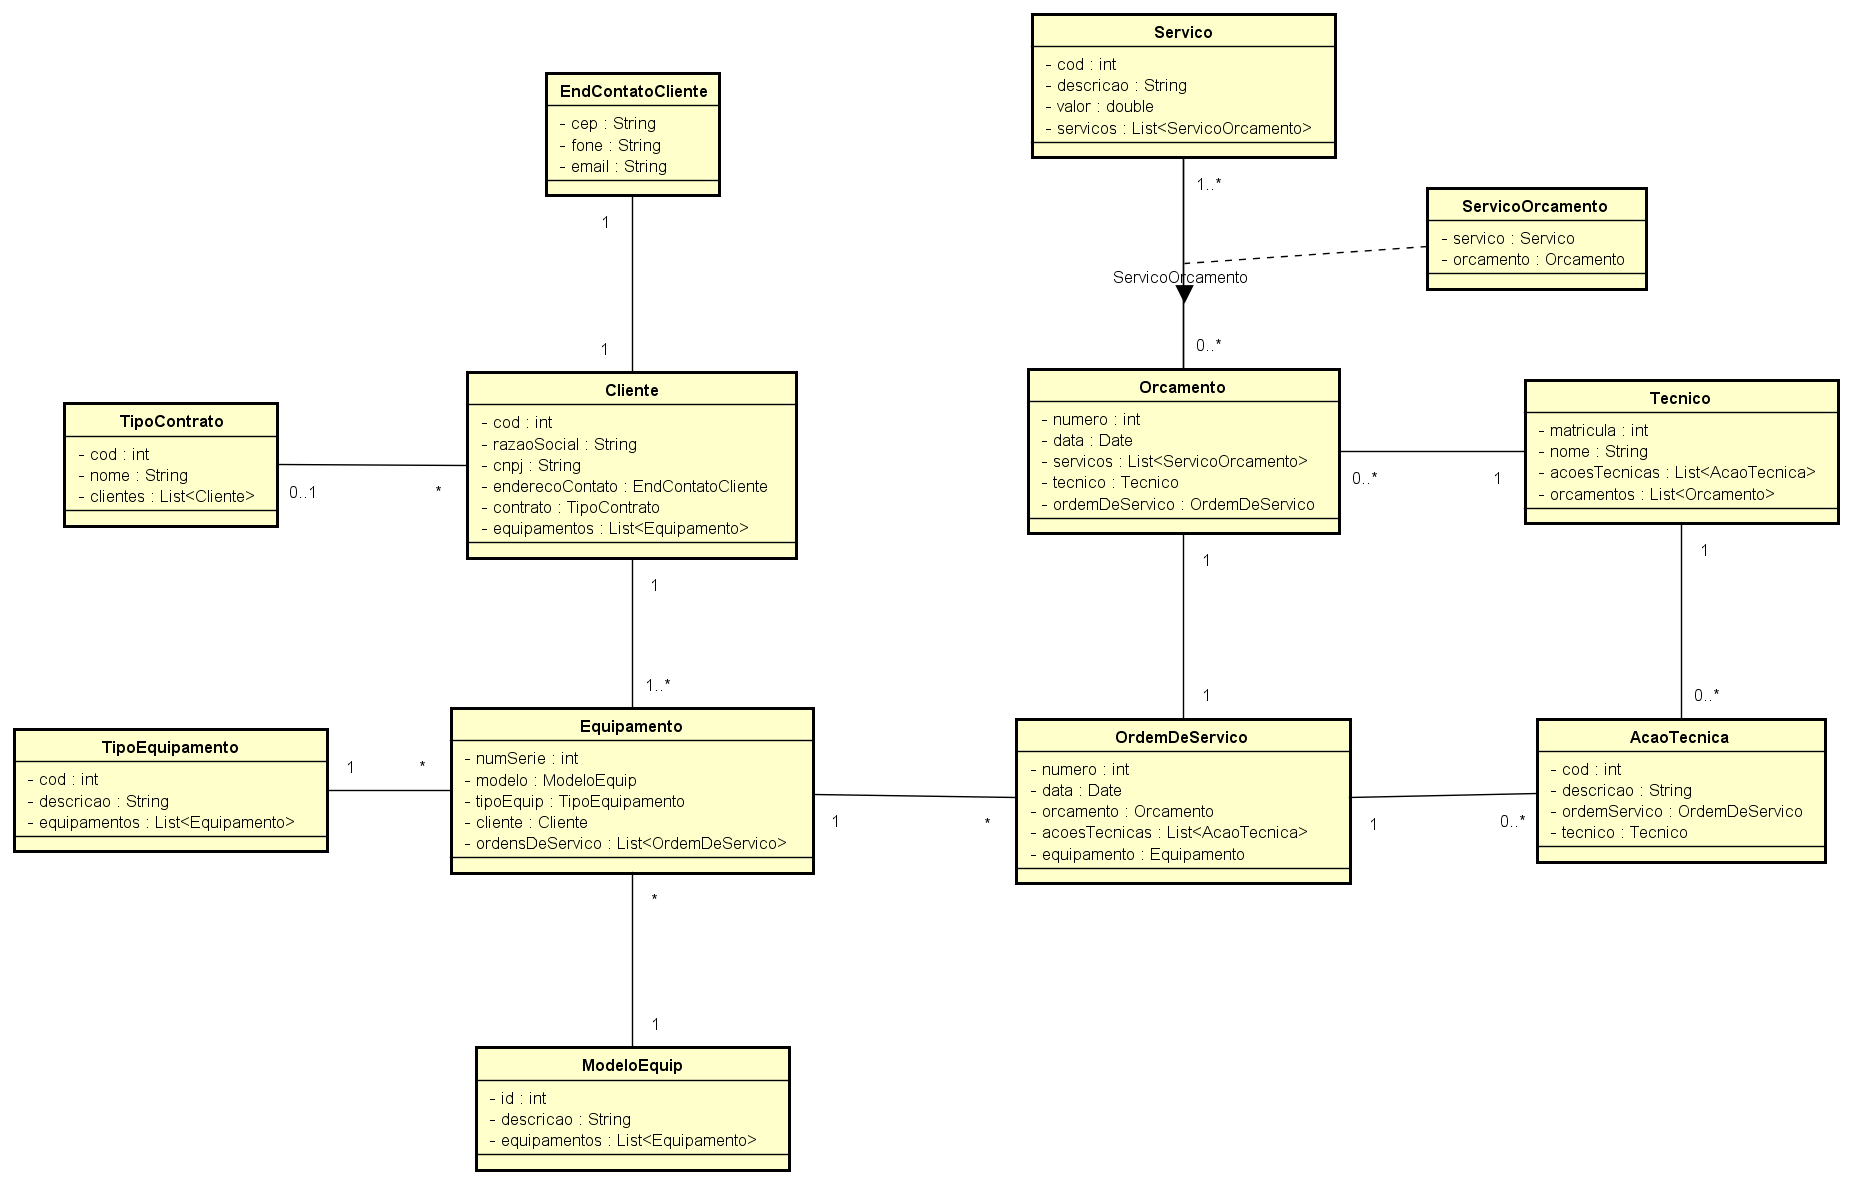 Servico
- cod : int
- descricao : String
- valor : double
- servicos : List<ServicoOrcamento>
1..*
EndContatoCliente
- cep : String
- fone : String
- email : String
1
1
ServicoOrcamento
- servico : Servico
- orcamento : Orcamento
ServicoOrcamento
0..*
TipoContrato
- cod : int
- nome : String
- clientes : List<Cliente>
0..1
*
Cliente
- cod : int
- razaoSocial : String
- cnpj : String
- enderecoContato : EndContatoCliente
- contrato : TipoContrato
- equipamentos : List<Equipamento>
1
1..*
Orcamento
- numero : int
- data : Date
- servicos : List<ServicoOrcamento>
- tecnico : Tecnico
- ordemDeServico : OrdemDeServico
0..*
1
1
1
Tecnico
- matricula : int
- nome : String
- acoesTecnicas : List<AcaoTecnica>
- orcamentos : List<Orcamento>
1
0..*
TipoEquipamento
- cod : int
- descricao : String
- equipamentos : List<Equipamento>
1
*
Equipamento
- numSerie : int
- modelo : ModeloEquip
- tipoEquip : TipoEquipamento
- cliente : Cliente
- ordensDeServico : List<OrdemDeServico>
1
*
OrdemDeServico
- numero : int
- data : Date
- orcamento : Orcamento
- acoesTecnicas : List<AcaoTecnica>
- equipamento : Equipamento
1
0..*
AcaoTecnica
- cod : int
- descricao : String
- ordemServico : OrdemDeServico
- tecnico : Tecnico
*
1
ModeloEquip
- id : int
- descricao : String
- equipamentos : List<Equipamento>